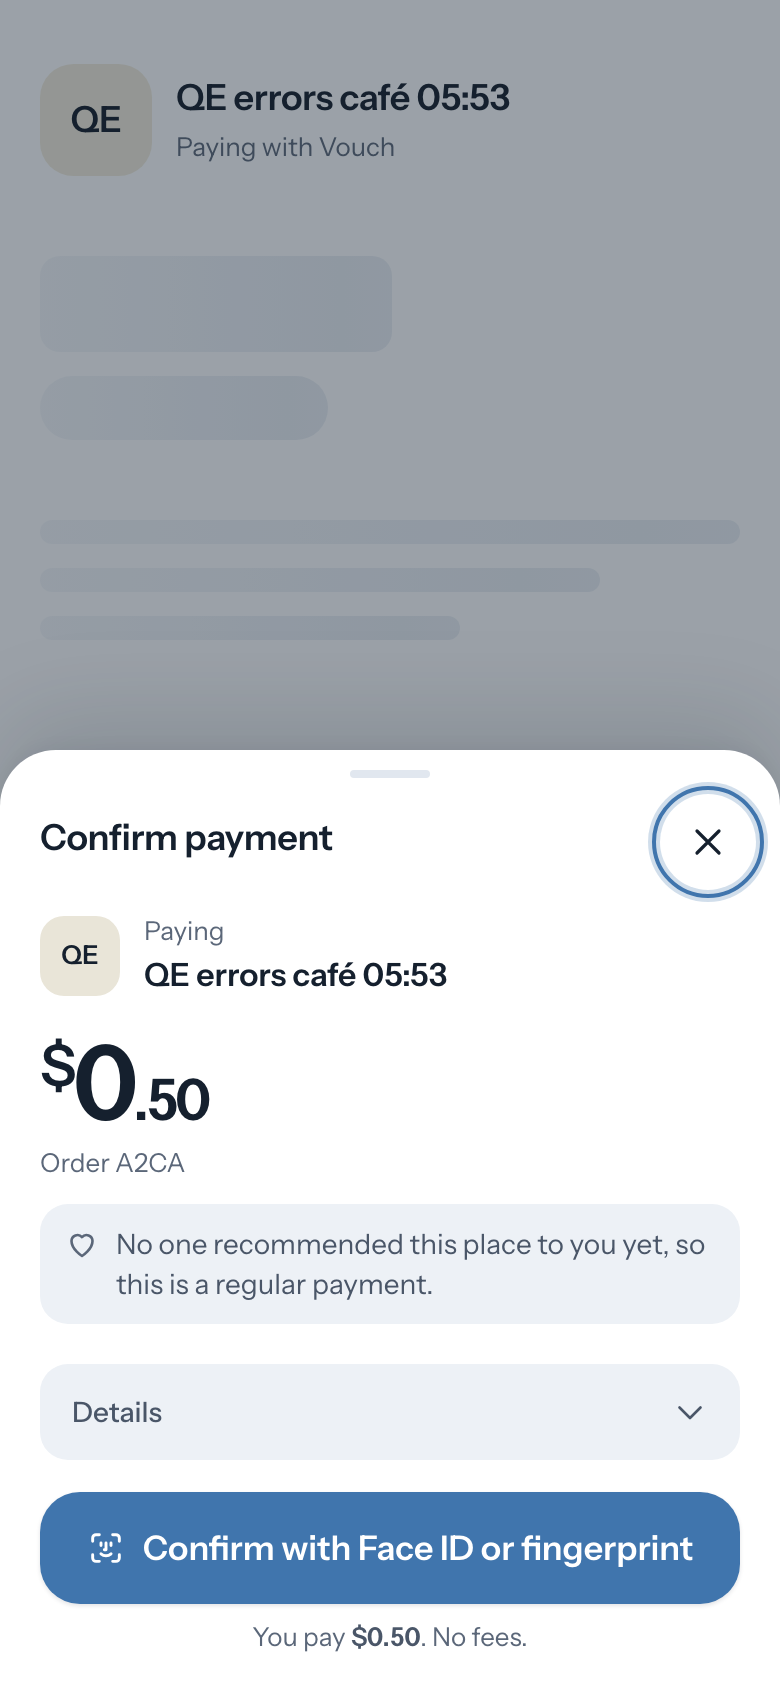 QE
QE errors café 05:53
Paying with Vouch
Confirm payment
QE
Paying
QE errors café 05:53
$0.50
Order A2CA
No one recommended this place to you yet, so
this is a regular payment.
Details
Confirm with Face ID or fingerprint
You pay $0.50. No fees.